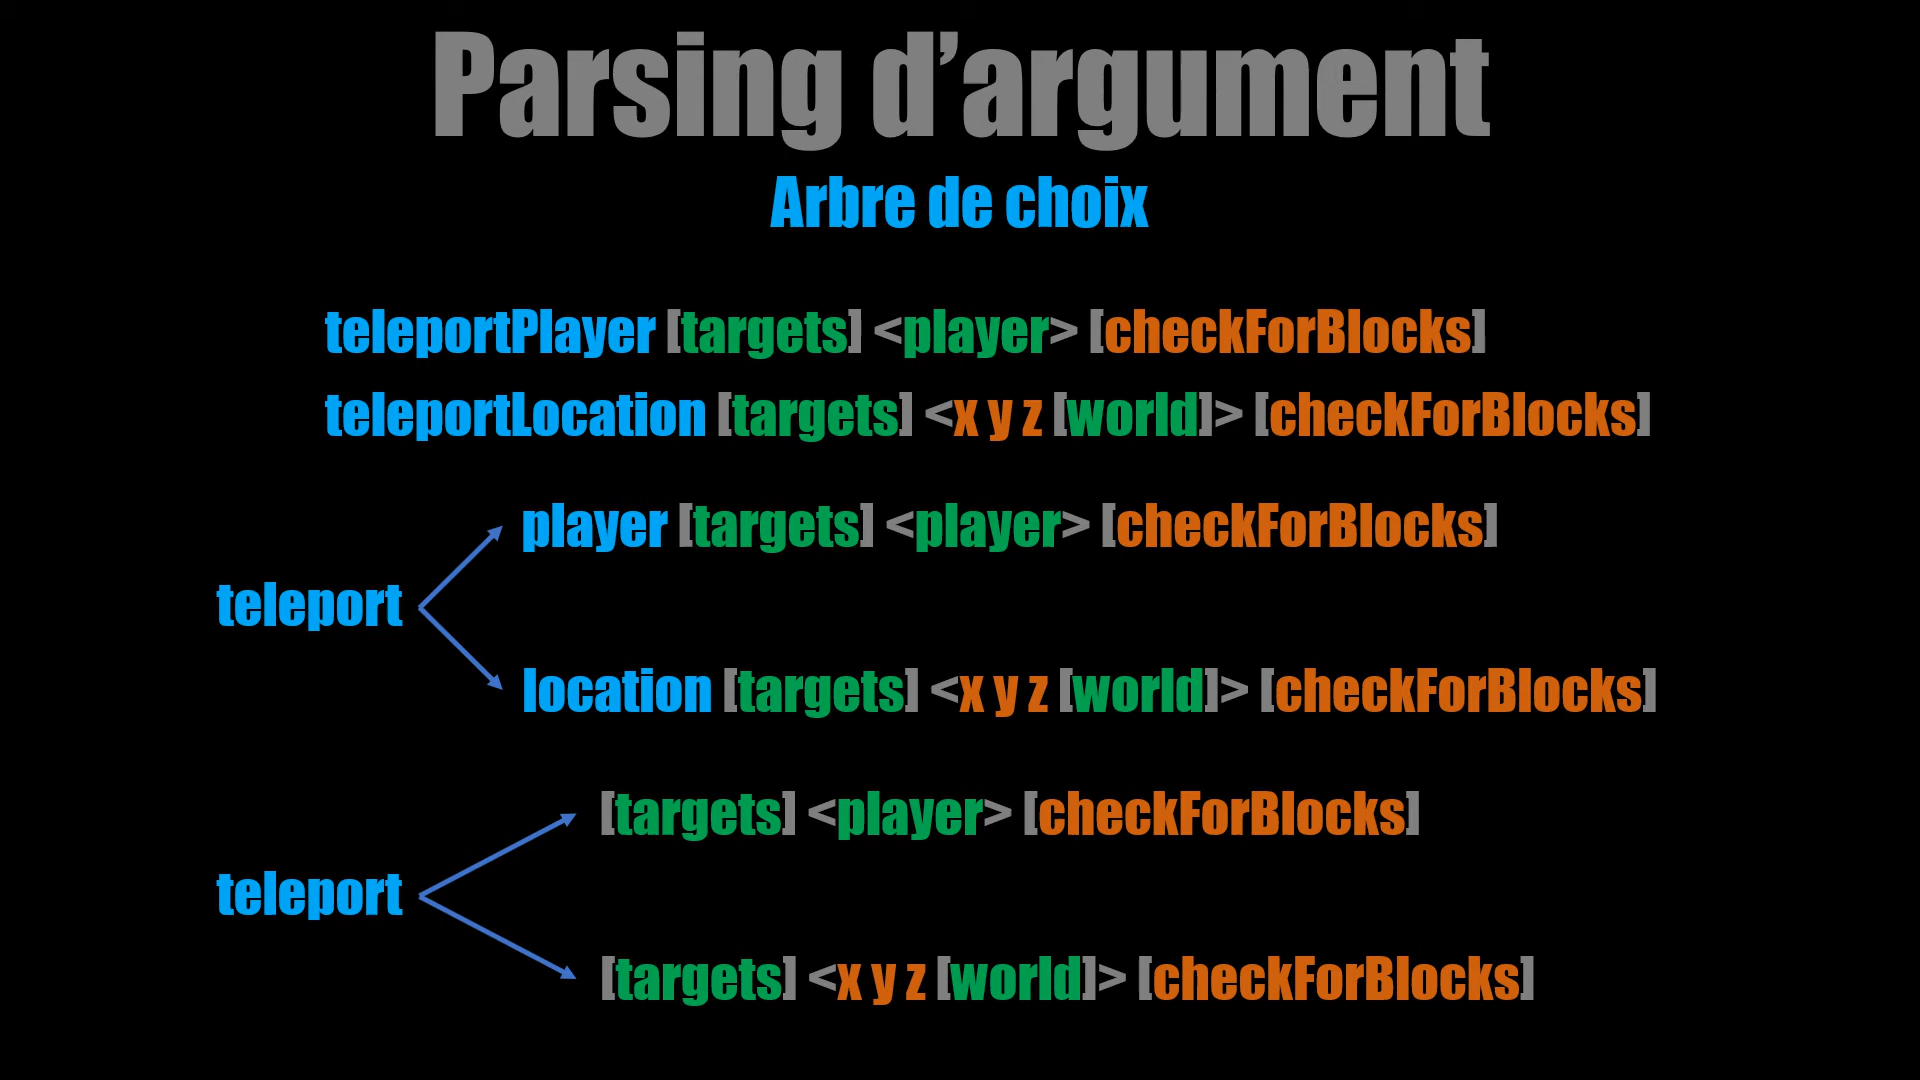 Parsing d’argument
Arbre de choix
teleportPlayer [targets] <player> [checkForBlocks]
teleportLocation [targets] <x y z [world]> [checkForBlocks]
player [targets] <player> [checkForBlocks]
teleport
location [targets] <x y z [world]> [checkForBlocks]
[targets] <player> [checkForBlocks]
teleport
[targets] <x y z [world]> [checkForBlocks]